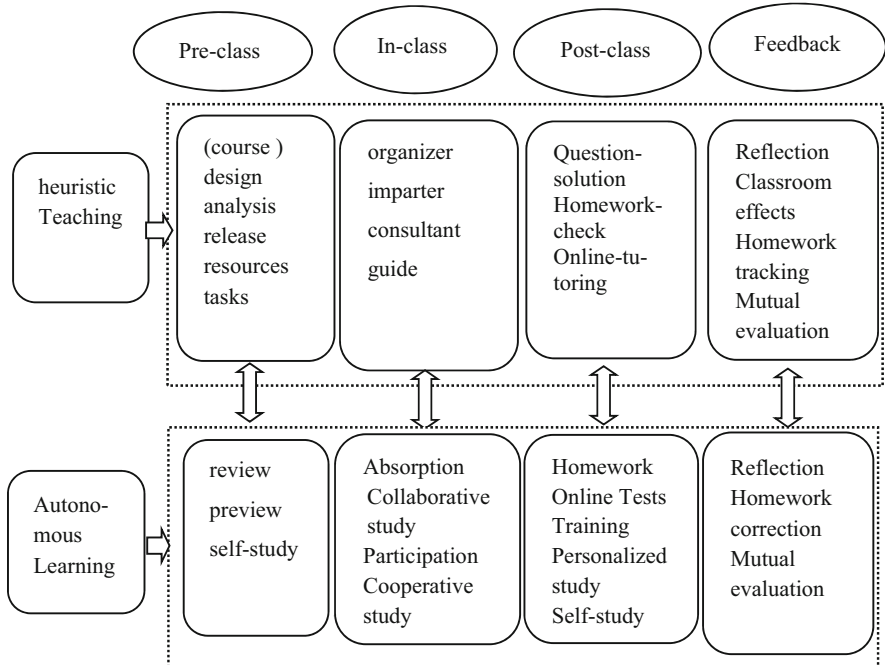 Pre-class
In-class
Post-class
Feedback
heuristic
Teaching
(course )
design
analysis
release
resources
tasks
organizer
imparter
consultant
guide
Question-
solution
Homework-
check
Online-tu-
toring
Reflection
Classroom
effects
Homework
tracking
Mutual
evaluation
Autono-
mous
Learning
review
preview
self-study
Absorption
Collaborative
study
Participation
Cooperative
study
Homework
Online Tests
Training
Personalized
study
Self-study
Reflection
Homework
correction
Mutual
evaluation